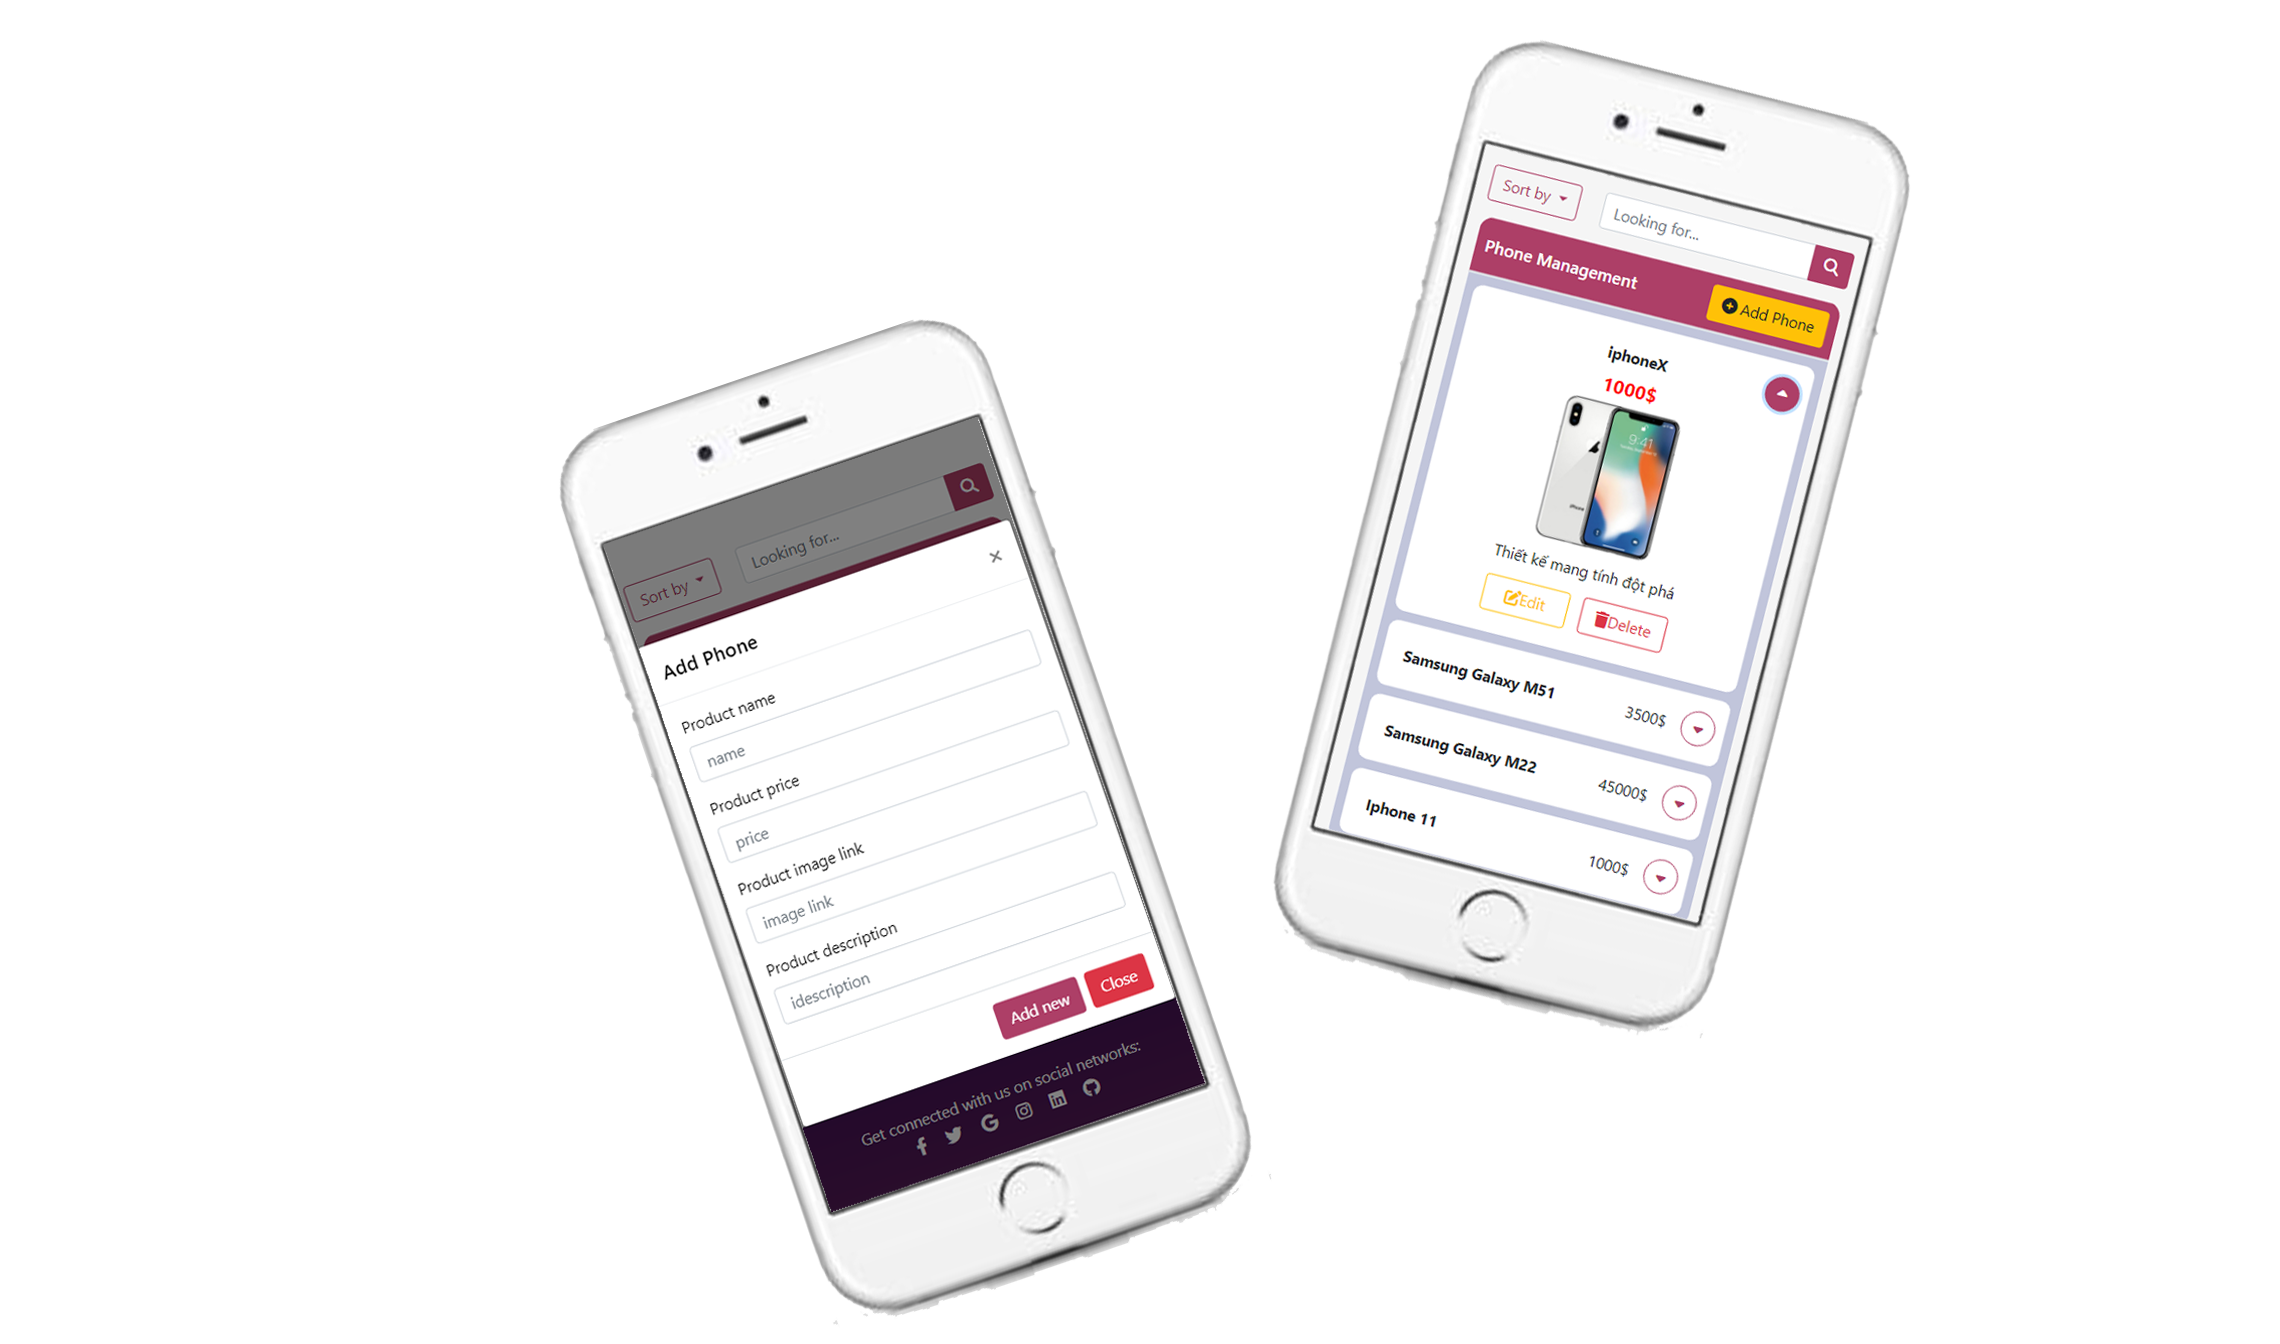 Looking for...
Sort by
Add Phone
Product name
name
Product price
price
Product image link
image link
Product description
idescription
Add new Close
Get connected with us on social networks:
Sort by
Looking for...
Phone Management
Add Phone
iphoneX
1000$
9:41
iPhone
Thiết kế mang tính đột phá
Edit Delete
Samsung Galaxy M51
3500$
Samsung Galaxy M22
45000$
Iphone 11
1000$